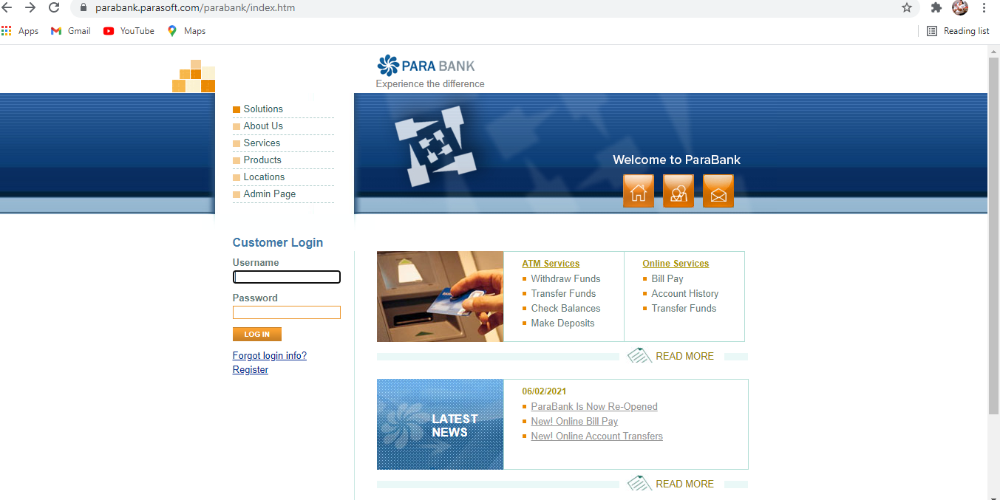 parabank.parasoft.com/parabank/index.htm
Apps Gmail YouTube Maps Reading list
PARA BANK
Experience the difference
Solutions
About Us
Services
Products
Locations
Admin Page
Welcome to ParaBank
Customer Login
Username
Password
LOG IN
Forgot login info?
Register
ATM Services
Withdraw Funds
Transfer Funds
Check Balances
Make Deposits
Online Services
Bill Pay
Account History
Transfer Funds
READ MORE
LATEST
NEWS
06/02/2021
ParaBank Is Now Re-Opened
New! Online Bill Pay
New! Online Account Transfers
READ MORE